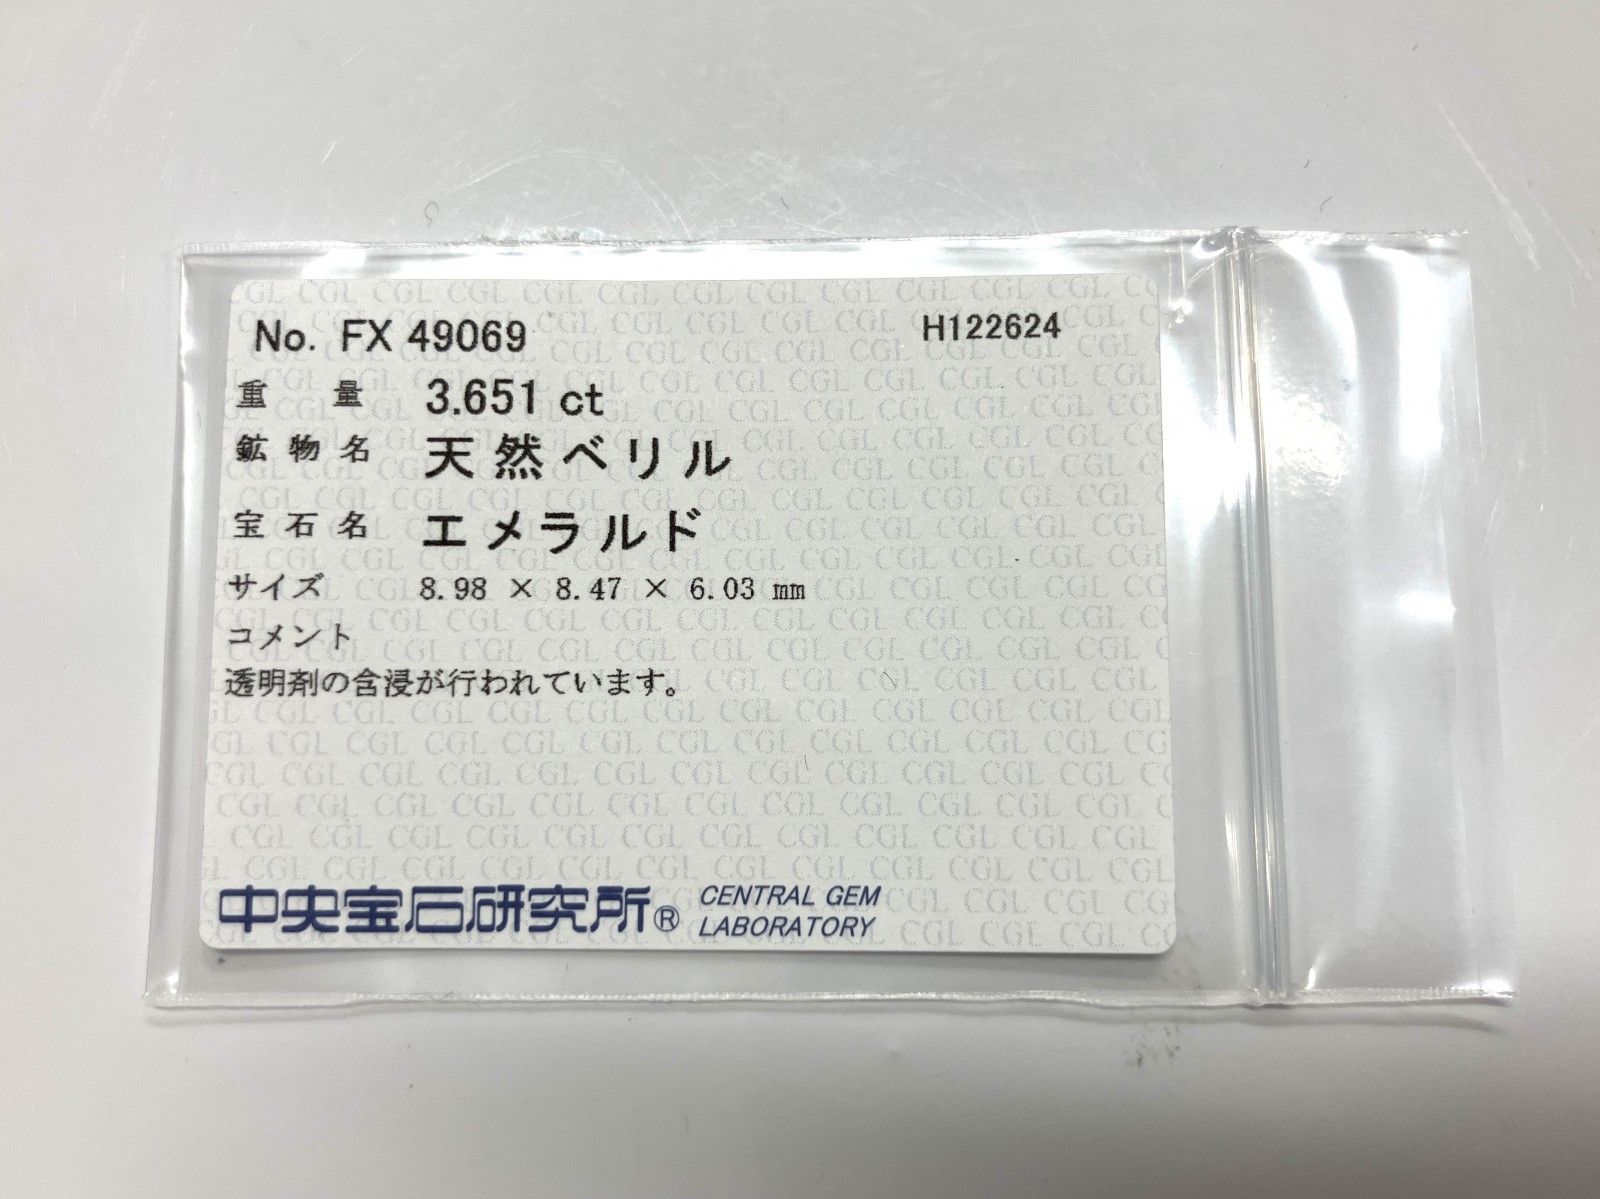 No. FX 49069 H122624
重量 3.651 ct
鉱物名 天然ベリル
宝石名 エメラルド
サイズ 8.98 × 8.47 × 6.03 mm
コメント
透明剤の含浸が行われています。
中央宝石研究所® CENTRAL GEM
LABORATORY